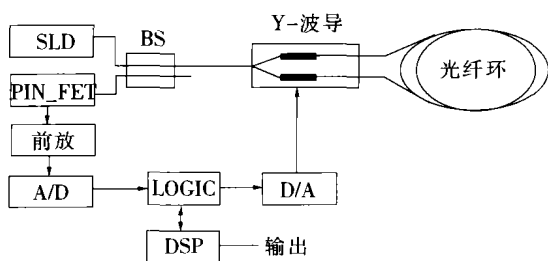 Y-波导
BS
SLD
光纤环
PIN_FET
前放
A/D
LOGIC
D/A
DSP
输出